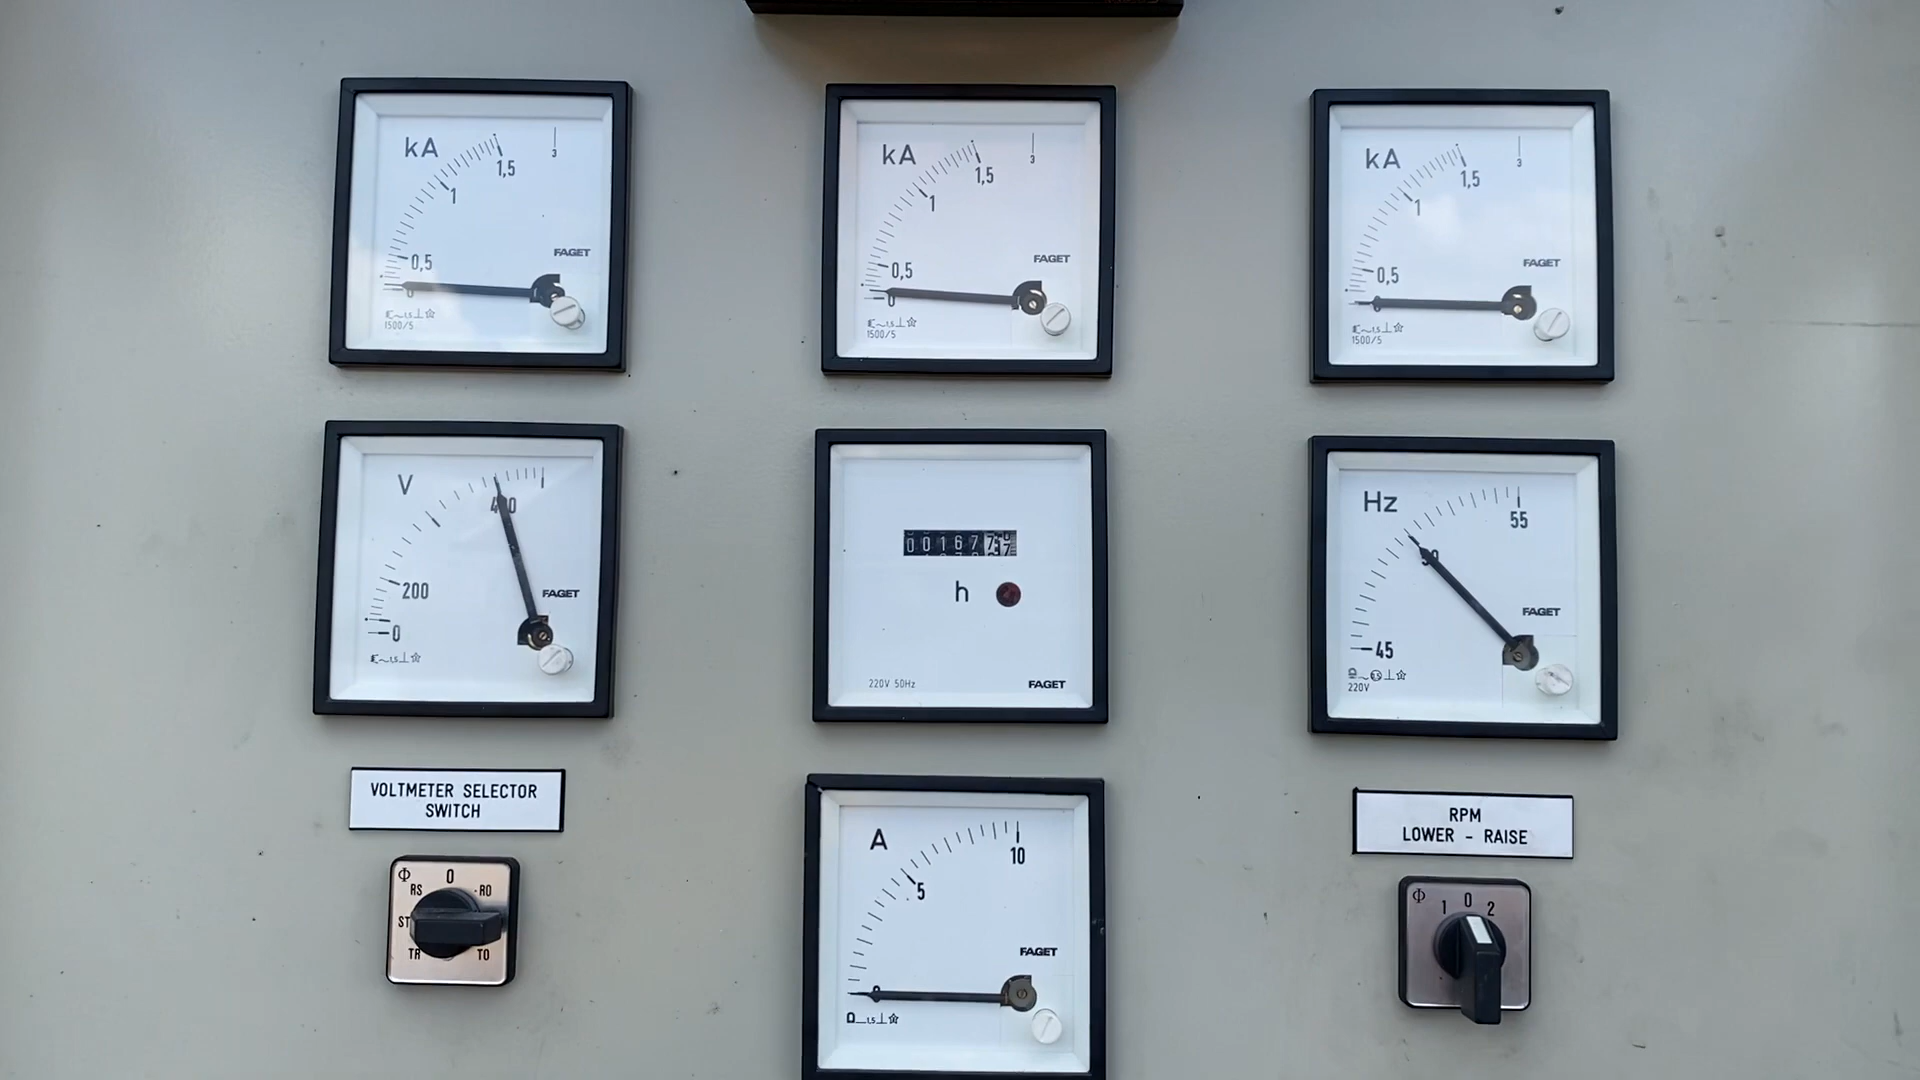 kA
3
1,5
1
FAGET
0,5
0
1500/5
kA
3
1,5
1
FAGET
0,5
0
1500/5
kA
3
1,5
1
FAGET
0,5
0
1500/5
V
400
200
FAGET
0
001677
h
220V 50Hz
FAGET
Hz
55
50
FAGET
45
220V
VOLTMETER SELECTOR
SWITCH
0
RS
RO
ST
TR
TO
A
10
5
FAGET
0
RPM
LOWER - RAISE
1 0 2